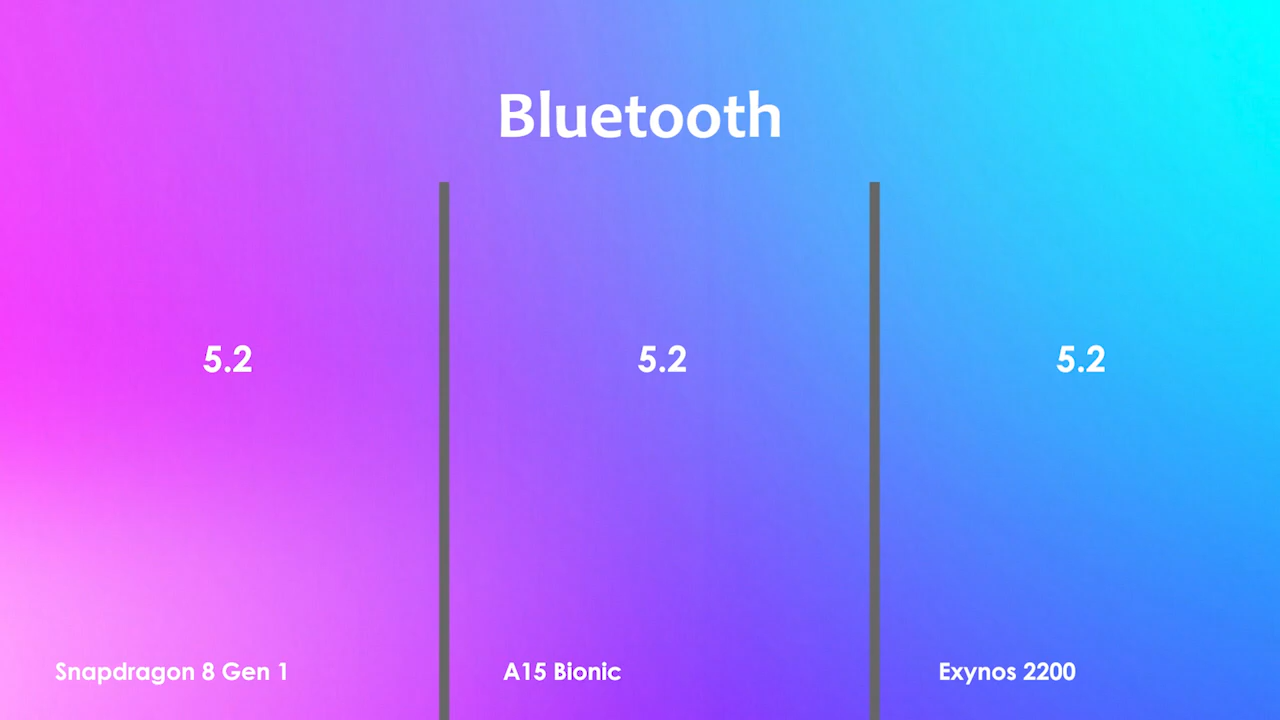 Bluetooth
5.2
5.2
5.2
Snapdragon 8 Gen 1
A15 Bionic
Exynos 2200